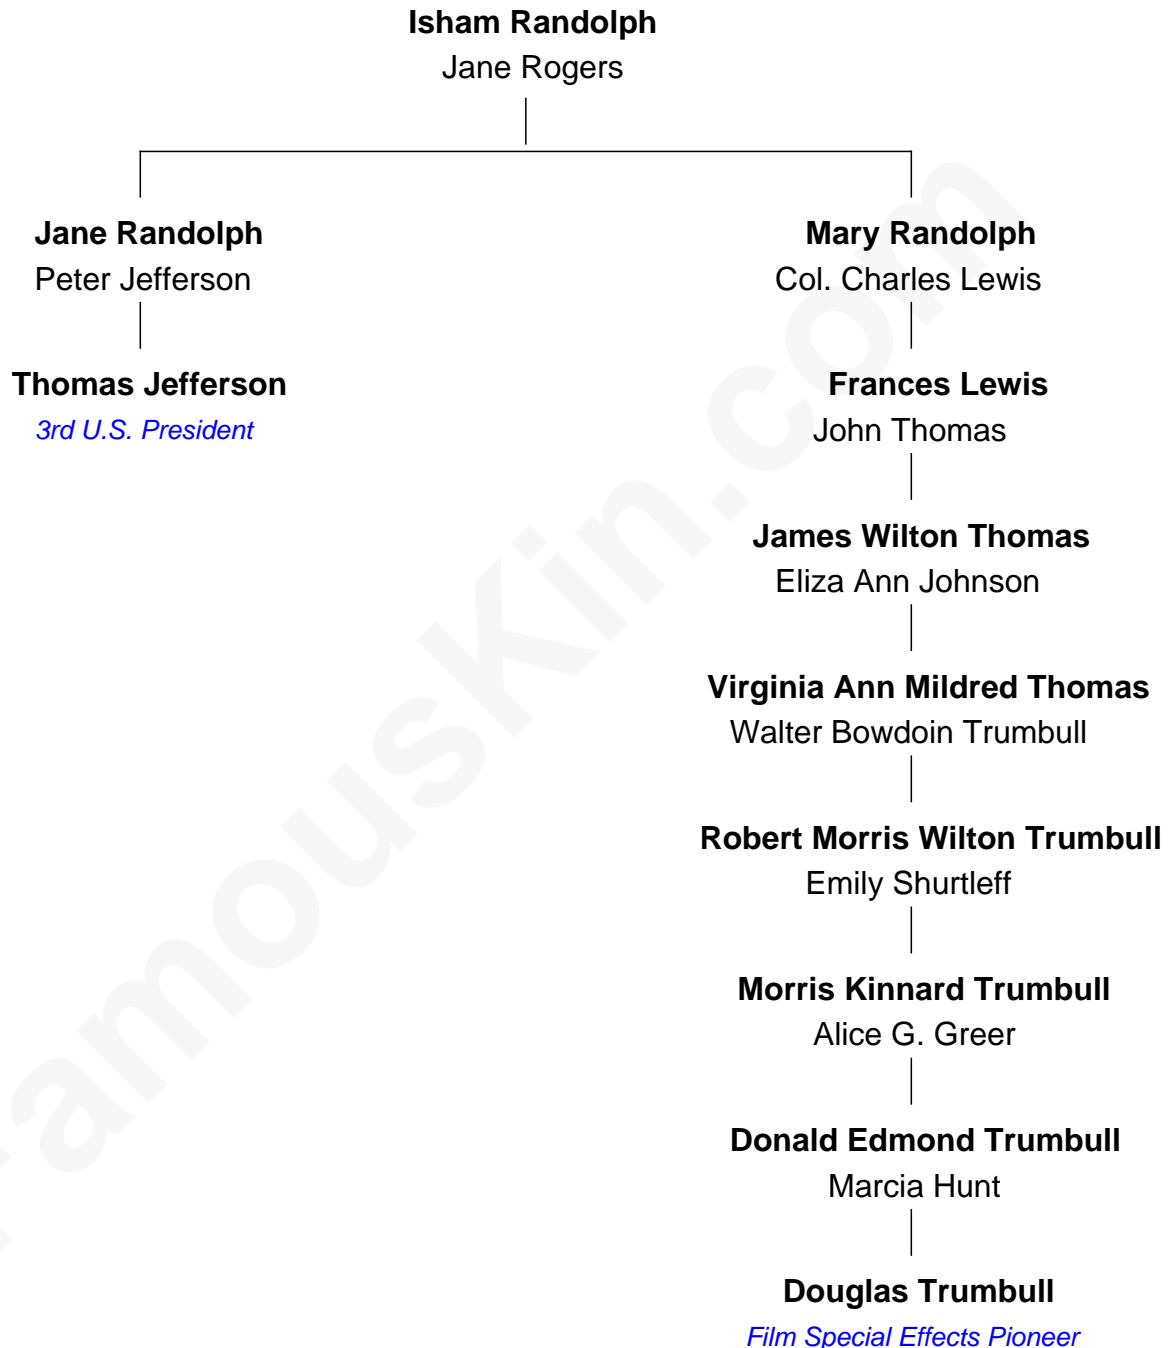 Isham Randolph
Jane Rogers
Jane Randolph
Peter Jefferson
Thomas Jefferson
3rd U.S. President
Mary Randolph
Col. Charles Lewis
Frances Lewis
John Thomas
James Wilton Thomas
Eliza Ann Johnson
Virginia Ann Mildred Thomas
Walter Bowdoin Trumbull
Robert Morris Wilton Trumbull
Emily Shurtleff
Morris Kinnard Trumbull
Alice G. Greer
Donald Edmond Trumbull
Marcia Hunt
Douglas Trumbull
Film Special Effects Pioneer
FamousKin.com